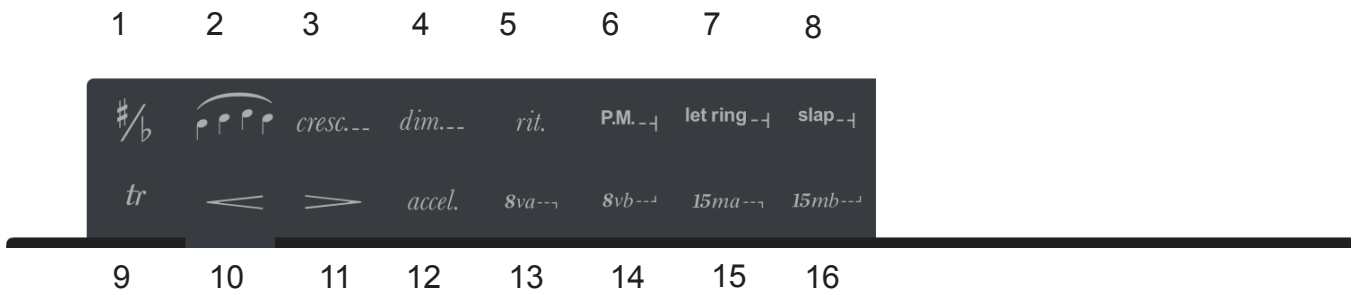 1 2 3 4 5 6 7 8
♯/♭ cresc.-- dim.-- rit. P.M.--| let ring--| slap--|
tr accel. 8va--- 8vb--- 15ma--- 15mb---
9 10 11 12 13 14 15 16